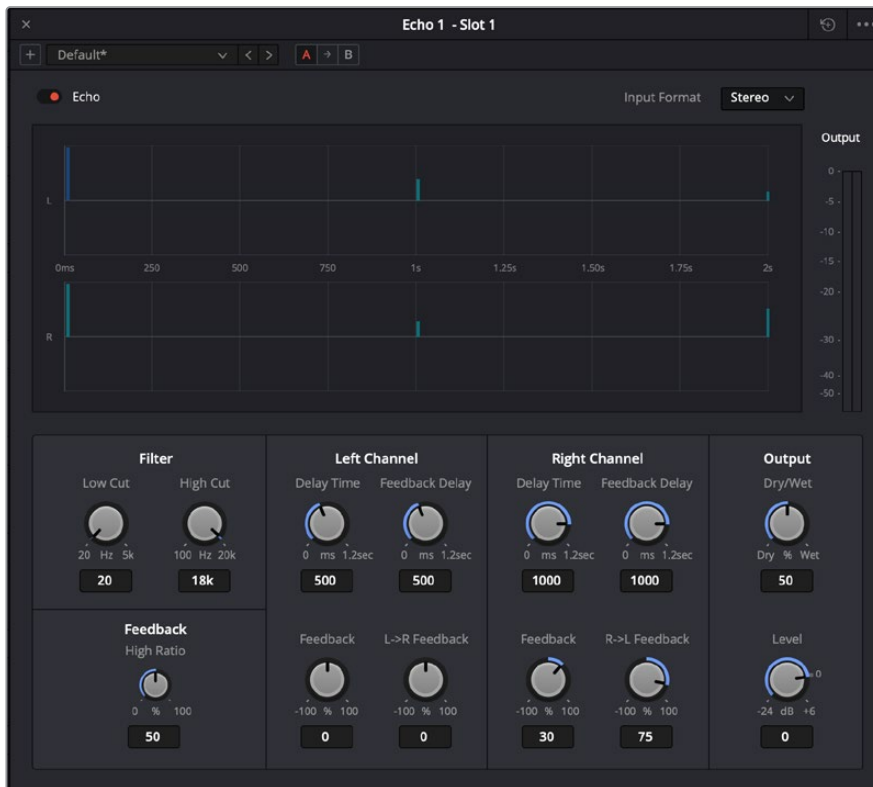 Echo 1 - Slot 1
Default*
A
B
Echo
Input Format
Stereo
Output
L
0ms 250 500 750 1s 1.25s 1.50s 1.75s 2s
R
0
-5
-10
-15
-20
-30
-40
-50
Filter
Low Cut High Cut
20 Hz 5k 100 Hz 20k
20 18k
Feedback
High Ratio
0 % 100
50
Left Channel
Delay Time Feedback Delay
0 ms 1.2sec 0 ms 1.2sec
500 500
Feedback L->R Feedback
-100 % 100 -100 % 100
0 0
Right Channel
Delay Time Feedback Delay
0 ms 1.2sec 0 ms 1.2sec
1000 1000
Feedback R->L Feedback
-100 % 100 -100 % 100
30 75
Output
Dry/Wet
Dry % Wet
50
Level
0
-24 dB +6
0